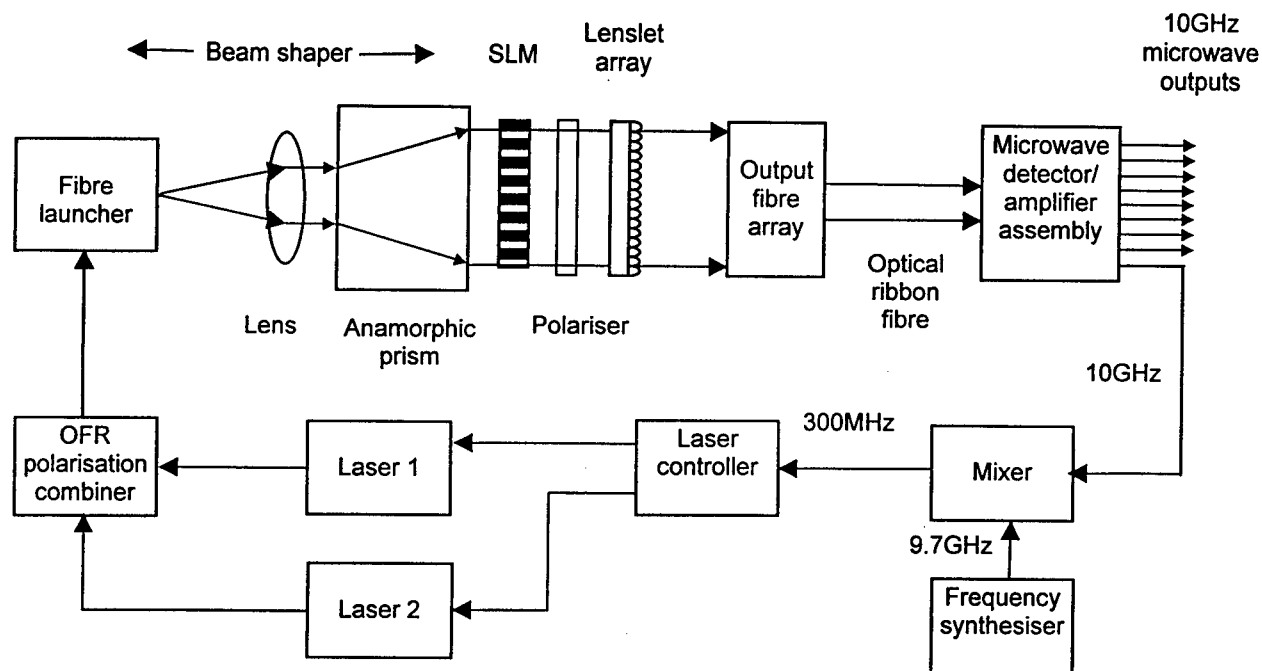 Beam shaper
SLM
Lenslet
array
10GHz
microwave
outputs
Fibre
launcher
Output
fibre
array
Microwave
detector/
amplifier
assembly
Optical
ribbon
fibre
Lens
Anamorphic
prism
Polariser
10GHz
OFR
polarisation
combiner
Laser 1
Laser
controller
300MHz
Mixer
9.7GHz
Laser 2
Frequency
synthesiser